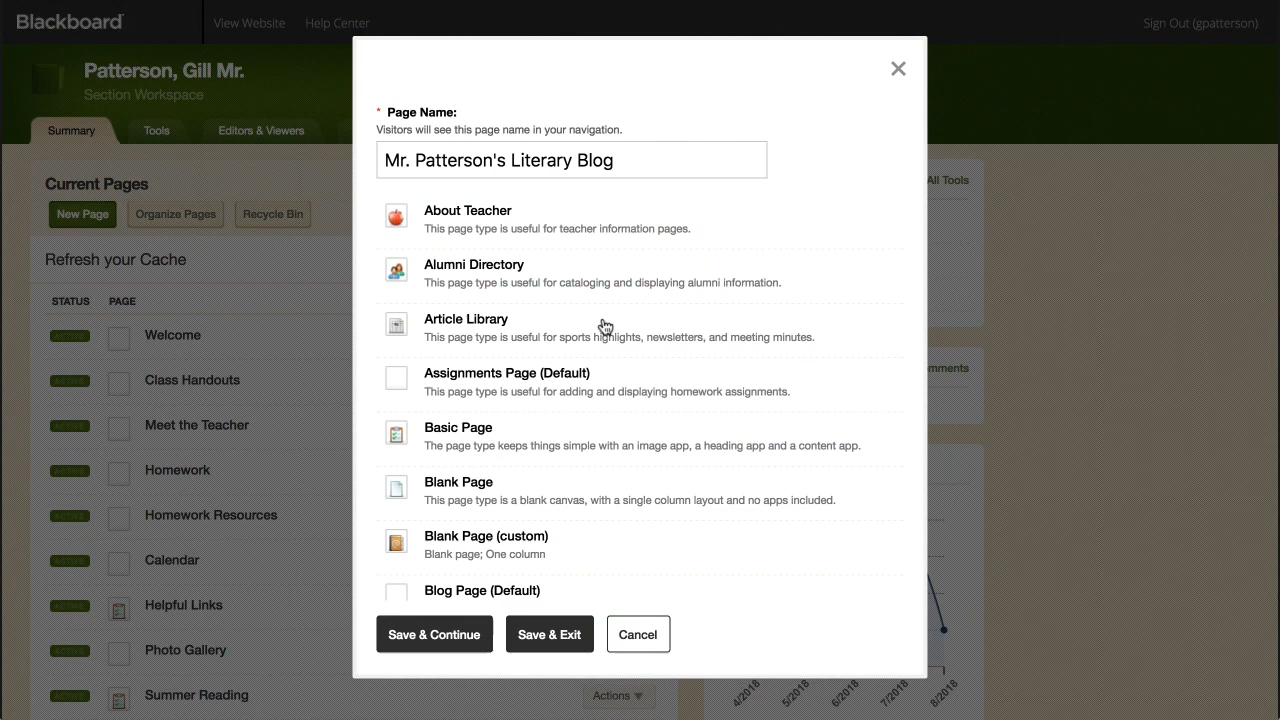 Blackboard
View Website Help Center Sign Out (gpatterson)
Patterson, Gill Mr.
Section Workspace
Summary Tools Editors & Viewers
Current Pages
New Page Organize Pages Recycle Bin
Refresh your Cache
STATUS PAGE
ACTIVE Welcome
ACTIVE Class Handouts
ACTIVE Meet the Teacher
ACTIVE Homework
ACTIVE Homework Resources
ACTIVE Calendar
ACTIVE Helpful Links
ACTIVE Photo Gallery
ACTIVE Summer Reading
Actions
* Page Name:
Visitors will see this page name in your navigation.
Mr. Patterson's Literary Blog
About Teacher
This page type is useful for teacher information pages.
Alumni Directory
This page type is useful for cataloging and displaying alumni information.
Article Library
This page type is useful for sports highlights, newsletters, and meeting minutes.
Assignments Page (Default)
This page type is useful for adding and displaying homework assignments.
Basic Page
The page type keeps things simple with an image app, a heading app and a content app.
Blank Page
This page type is a blank canvas, with a single column layout and no apps included.
Blank Page (custom)
Blank page; One column
Blog Page (Default)
Save & Continue Save & Exit Cancel
All Tools
mments
4/2018 5/2018 6/2018 7/2018 8/2018